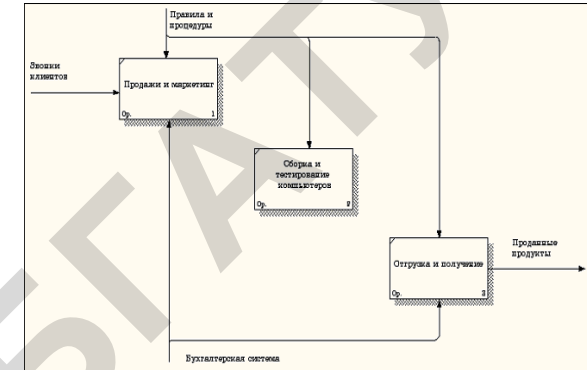 Правила и
процедуры
Звонки
клиентов
Продажи и маркетинг
0р. 1
Сборка и
тестирование
компьютеров
0р. 2
Отгрузка и получение
0р. 3
Проданные
продукты
Бухгалтерская система
БГАТУ